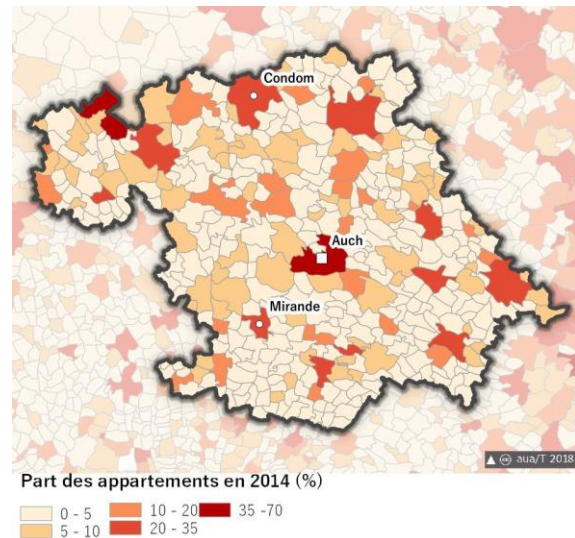 Condom
Auch
Mirande
aua/T 2018
Part des appartements en 2014 (%)
0 - 5
10 - 20
35 -70
5 - 10
20 - 35